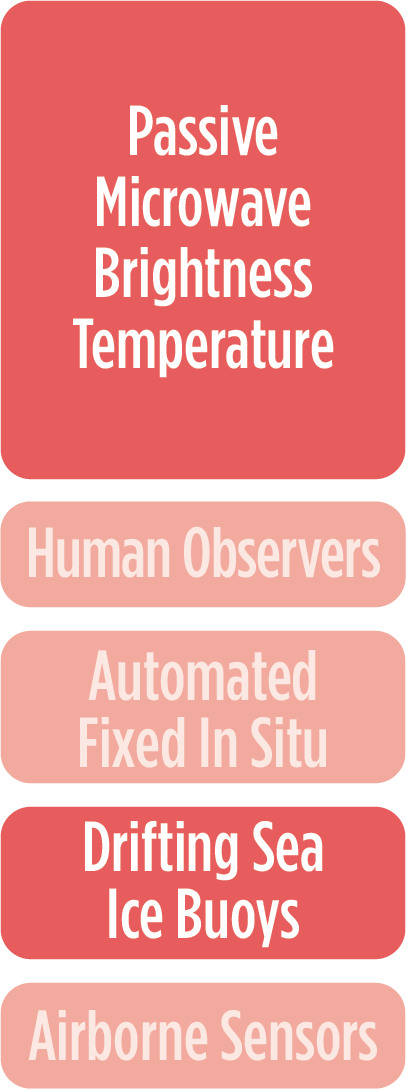 Passive
Microwave
Brightness
Temperature
Human Observers
Automated
Fixed In Situ
Drifting Sea
Ice Buoys
Airborne Sensors